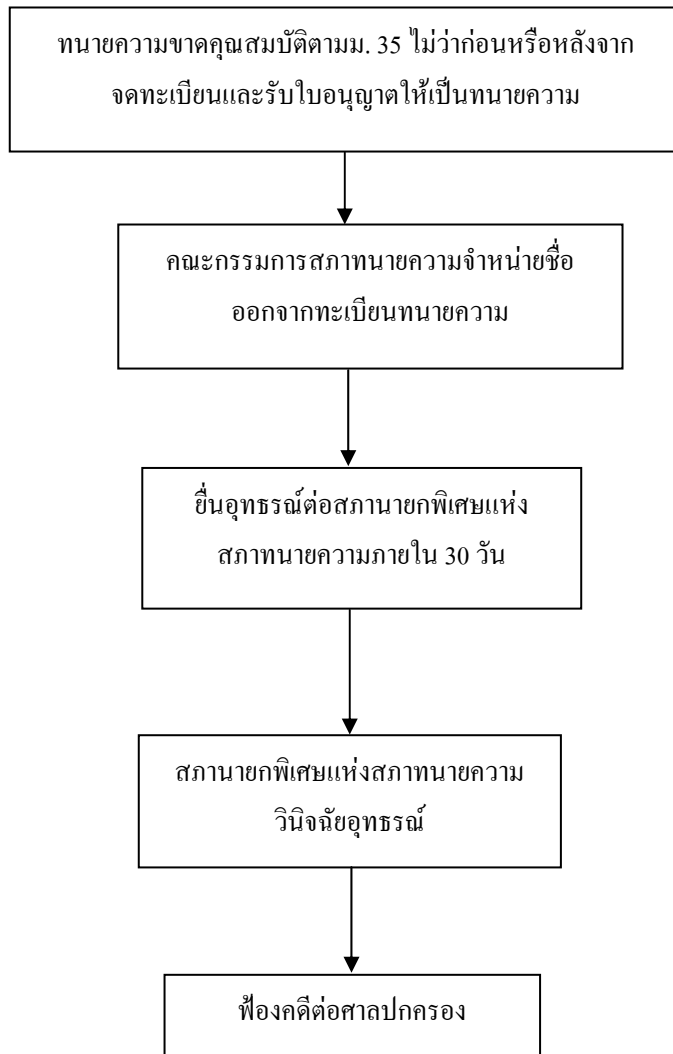 ทนายความขาดคุณสมบัติตามม. 35 ไม่ว่าก่อนหรือหลังจาก
จดทะเบียนและรับใบอนุญาตให้เป็นทนายความ
คณะกรรมการสภาทนายความจำหน่ายชื่อ
ออกจากทะเบียนทนายความ
ยื่นอุทธรณ์ต่อสภานายกพิเศษแห่ง
สภาทนายความภายใน 30 วัน
สภานายกพิเศษแห่งสภาทนายความ
วินิจฉัยอุทธรณ์
ฟ้องคดีต่อศาลปกครอง